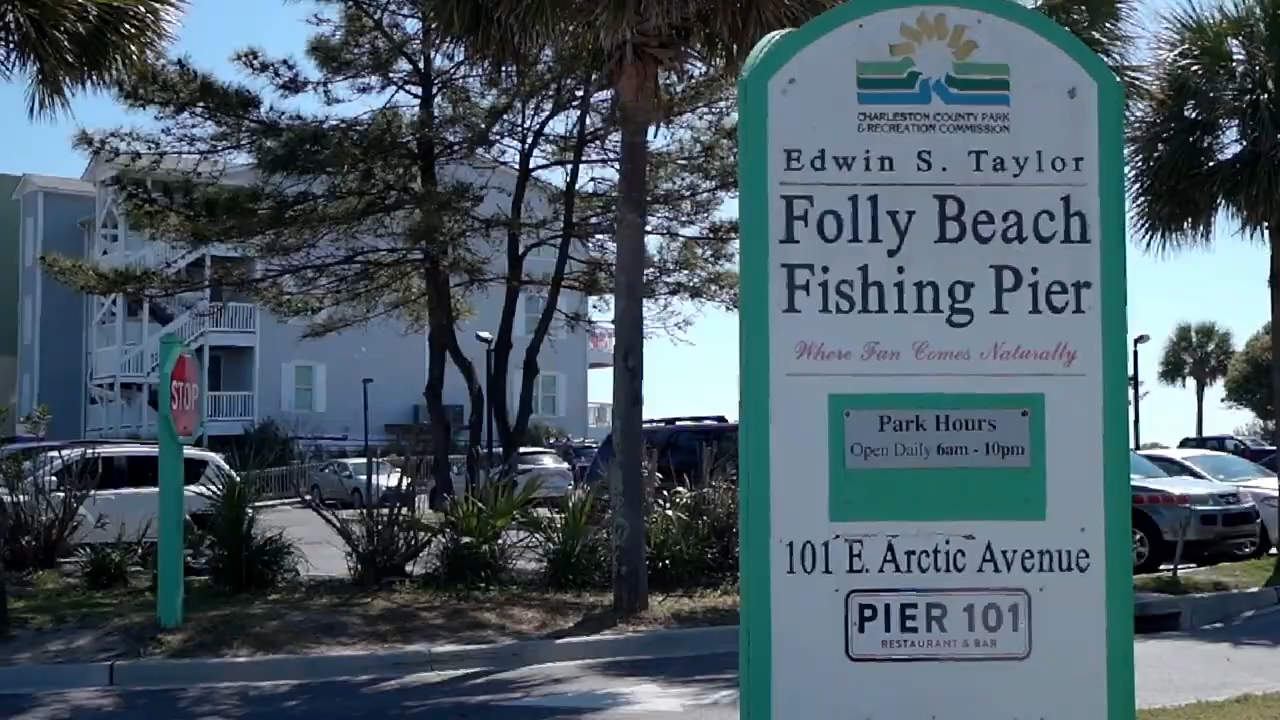 STOP
CHARLESTON COUNTY PARK
& RECREATION COMMISSION
Edwin S. Taylor
Folly Beach
Fishing Pier
Where Fun Comes Naturally
Park Hours
Open Daily 6am - 10pm
101 E. Arctic Avenue
PIER 101
RESTAURANT & BAR